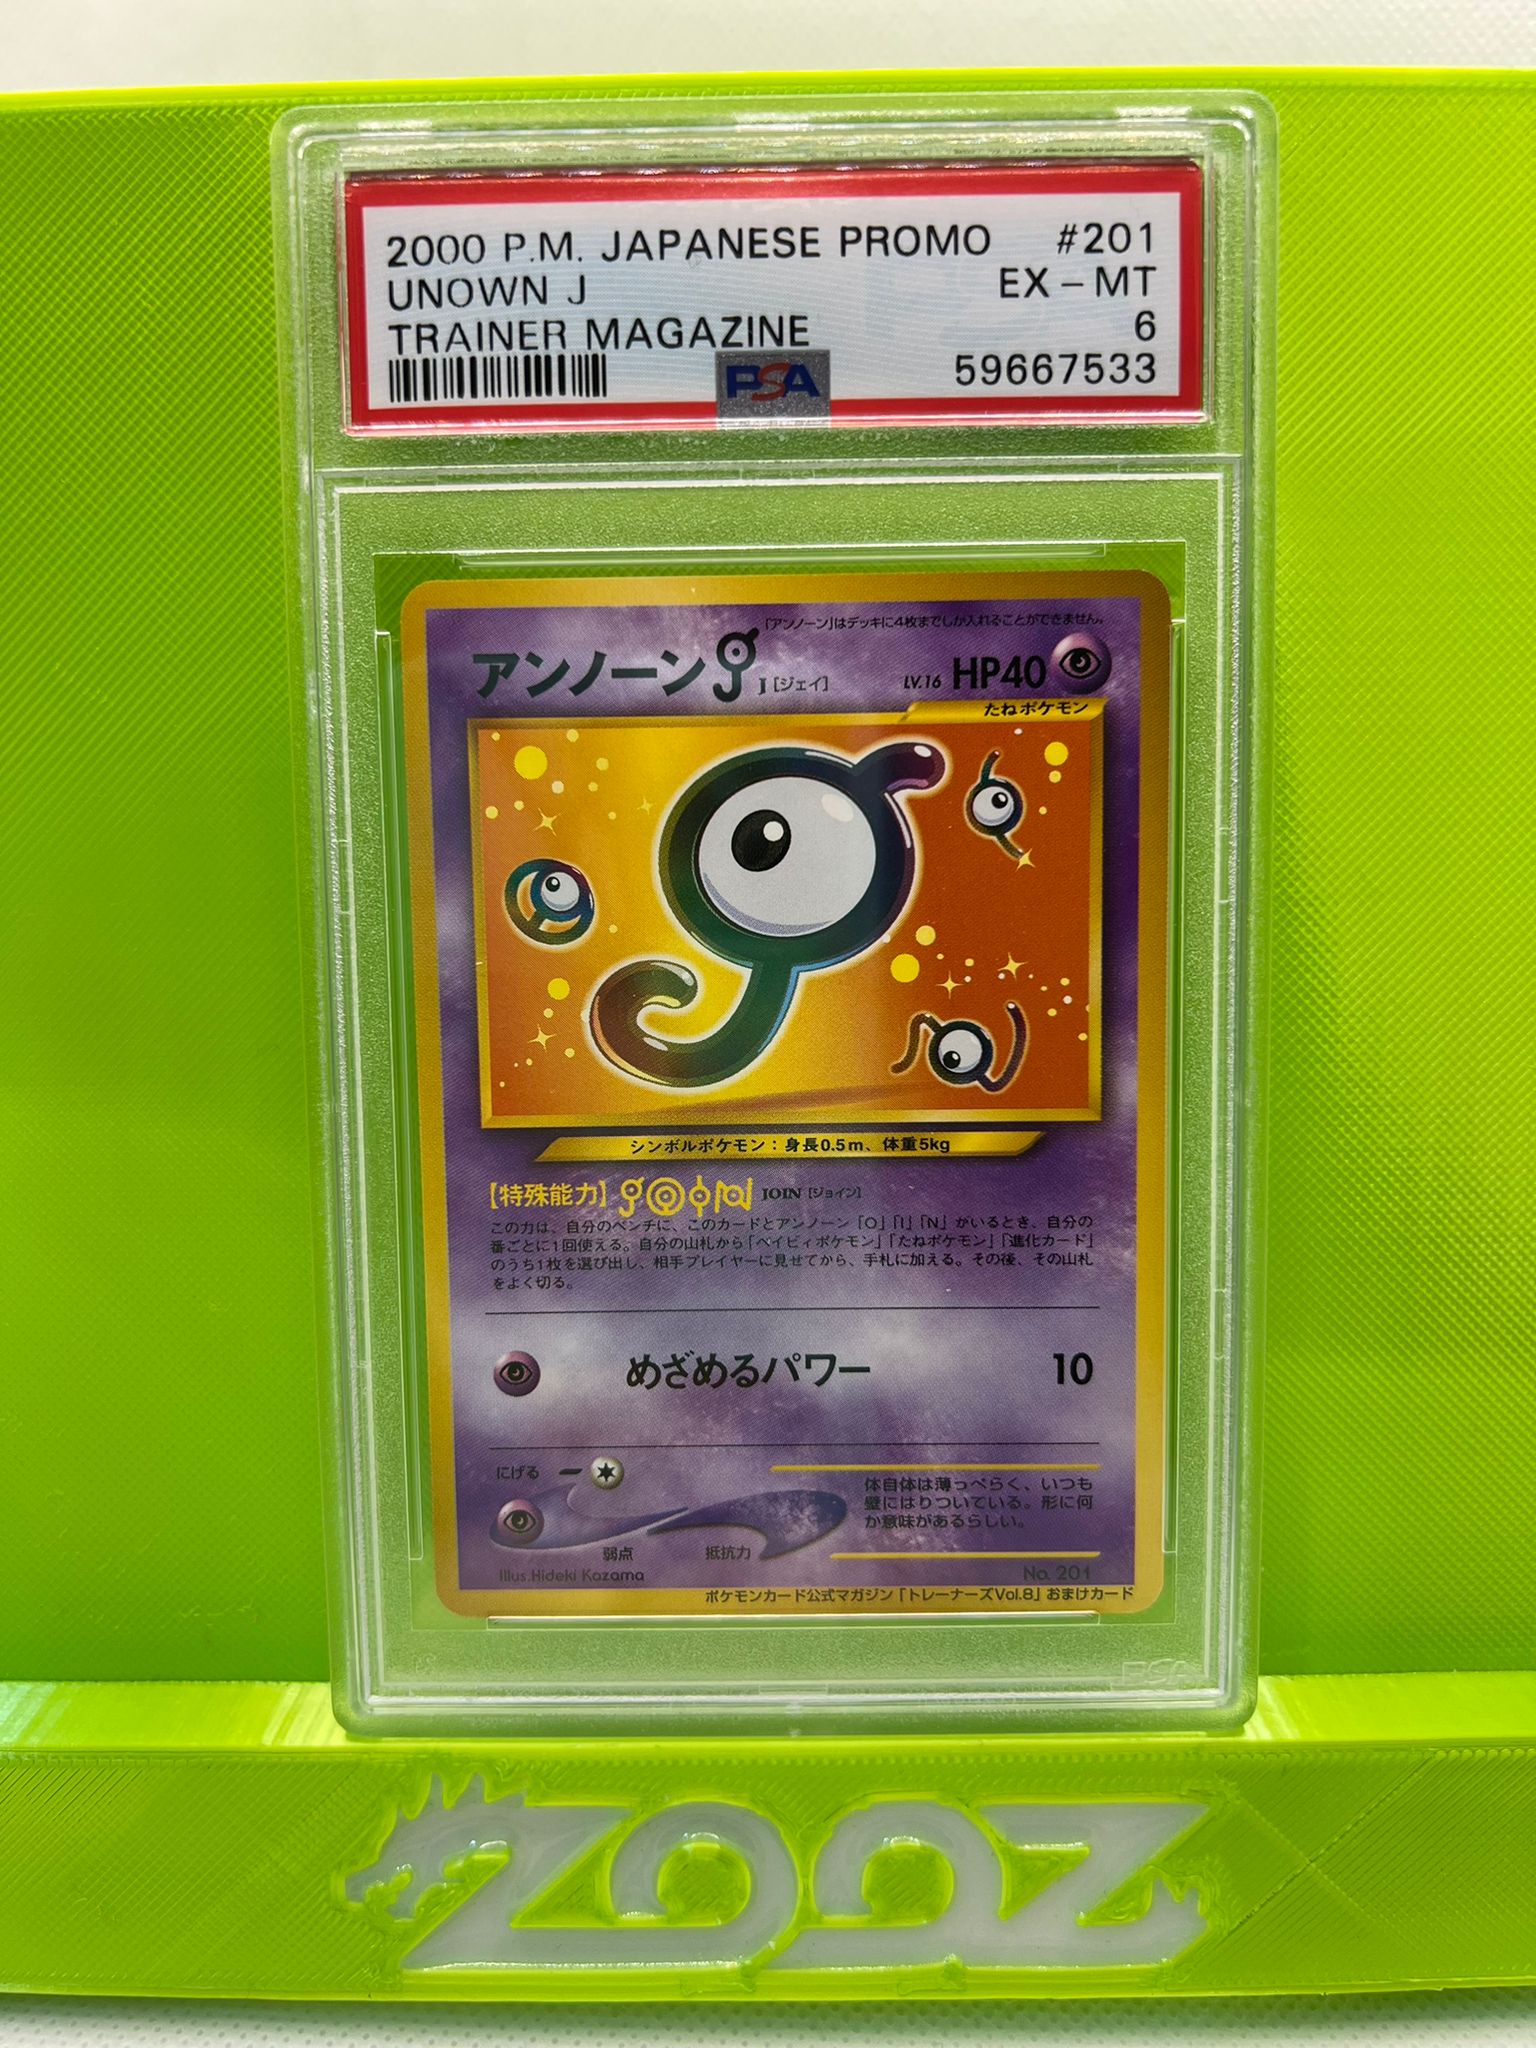 2000 P.M. JAPANESE PROMO #201
UNOWN J EX - MT
TRAINER MAGAZINE 6
PSA 59667533
「アンノーン」はデッキに4枚までしか入れることができません。
アンノーン J [ジェイ] LV.16 HP40
たねポケモン
シンボルポケモン:身長0.5m、体重5kg
【特殊能力】JOIN JOIN [ジョイン]
この力は、自分のベンチに、このカードとアンノーン「O」「I」「N」がいるとき、自分の
番ごとに1回使える。自分の山札から「ベイビィポケモン」「たねポケモン」「進化カード」
のうち1枚を選び出し、相手プレイヤーに見せてから、手札に加える。その後、その山札
をよく切る。
めざめるパワー 10
にげる
体自体は薄っぺらく、いつも
壁にはりついている。形に何
か意味があるらしい。
弱点 抵抗力
Illus.Hideki Kazama No. 201
ポケモンカード公式マガジン「トレーナーズVol.8」おまけカード
PSA
ZOOZ